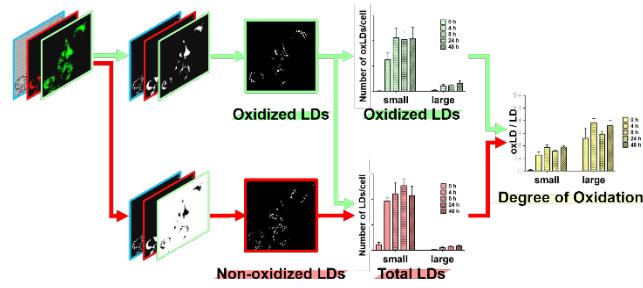 Number of oxLDs/cell
0 h
4 h
8 h
24 h
48 h
small large
Oxidized LDs
Oxidized LDs
oxLD / LD
0 h
4 h
8 h
24 h
48 h
small large
Degree of Oxidation
Number of LDs/cell
0 h
4 h
8 h
24 h
48 h
small large
Non-oxidized LDs
Total LDs